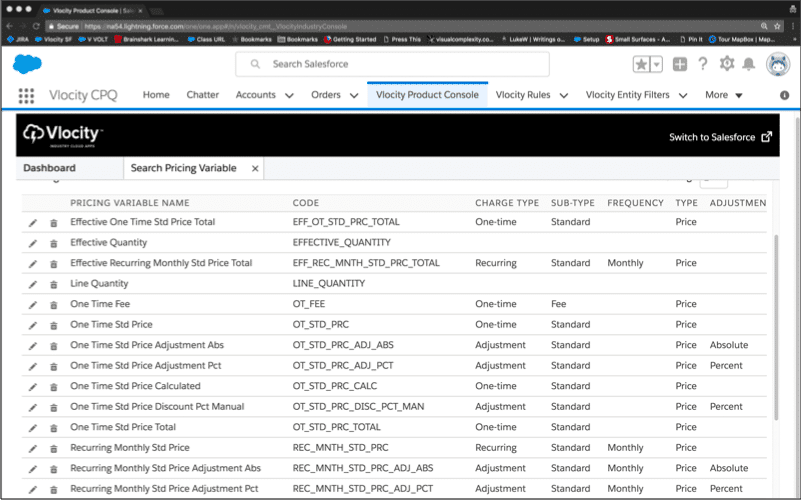 Vlocity Product Console | Sal
Secure | https://na54.lightning.force.com/one/one.app#/n/vlocity_cmt__VlocityIndustryConsole
JIRA Vlocity SF V VOLT Brainshark Learnin... Class URL Bookmarks Bookmarks Getting Started Press This visualcomplexity.co... LukeW | Writings o... Setup Small Surfaces - A... Pin It Tour MapBox | Map...
Search Salesforce
Vlocity CPQ Home Chatter Accounts Orders Vlocity Product Console Vlocity Rules Vlocity Entity Filters More
Vlocity
INDUSTRY CLOUD APPS
Switch to Salesforce
Dashboard Search Pricing Variable
PRICING VARIABLE NAME CODE CHARGE TYPE SUB-TYPE FREQUENCY TYPE ADJUSTMEN
Effective One Time Std Price Total EFF_OT_STD_PRC_TOTAL One-time Standard Price
Effective Quantity EFFECTIVE_QUANTITY
Effective Recurring Monthly Std Price Total EFF_REC_MNTH_STD_PRC_TOTAL Recurring Standard Monthly Price
Line Quantity LINE_QUANTITY
One Time Fee OT_FEE One-time Fee Price
One Time Std Price OT_STD_PRC One-time Standard Price
One Time Std Price Adjustment Abs OT_STD_PRC_ADJ_ABS Adjustment Standard Price Absolute
One Time Std Price Adjustment Pct OT_STD_PRC_ADJ_PCT Adjustment Standard Price Percent
One Time Std Price Calculated OT_STD_PRC_CALC One-time Standard Price
One Time Std Price Discount Pct Manual OT_STD_PRC_DISC_PCT_MAN Adjustment Standard Price Percent
One Time Std Price Total OT_STD_PRC_TOTAL One-time Standard Price
Recurring Monthly Std Price REC_MNTH_STD_PRC Recurring Standard Monthly Price
Recurring Monthly Std Price Adjustment Abs REC_MNTH_STD_PRC_ADJ_ABS Adjustment Standard Monthly Price Absolute
Recurring Monthly Std Price Adjustment Pct REC_MNTH_STD_PRC_ADJ_PCT Adjustment Standard Monthly Price Percent